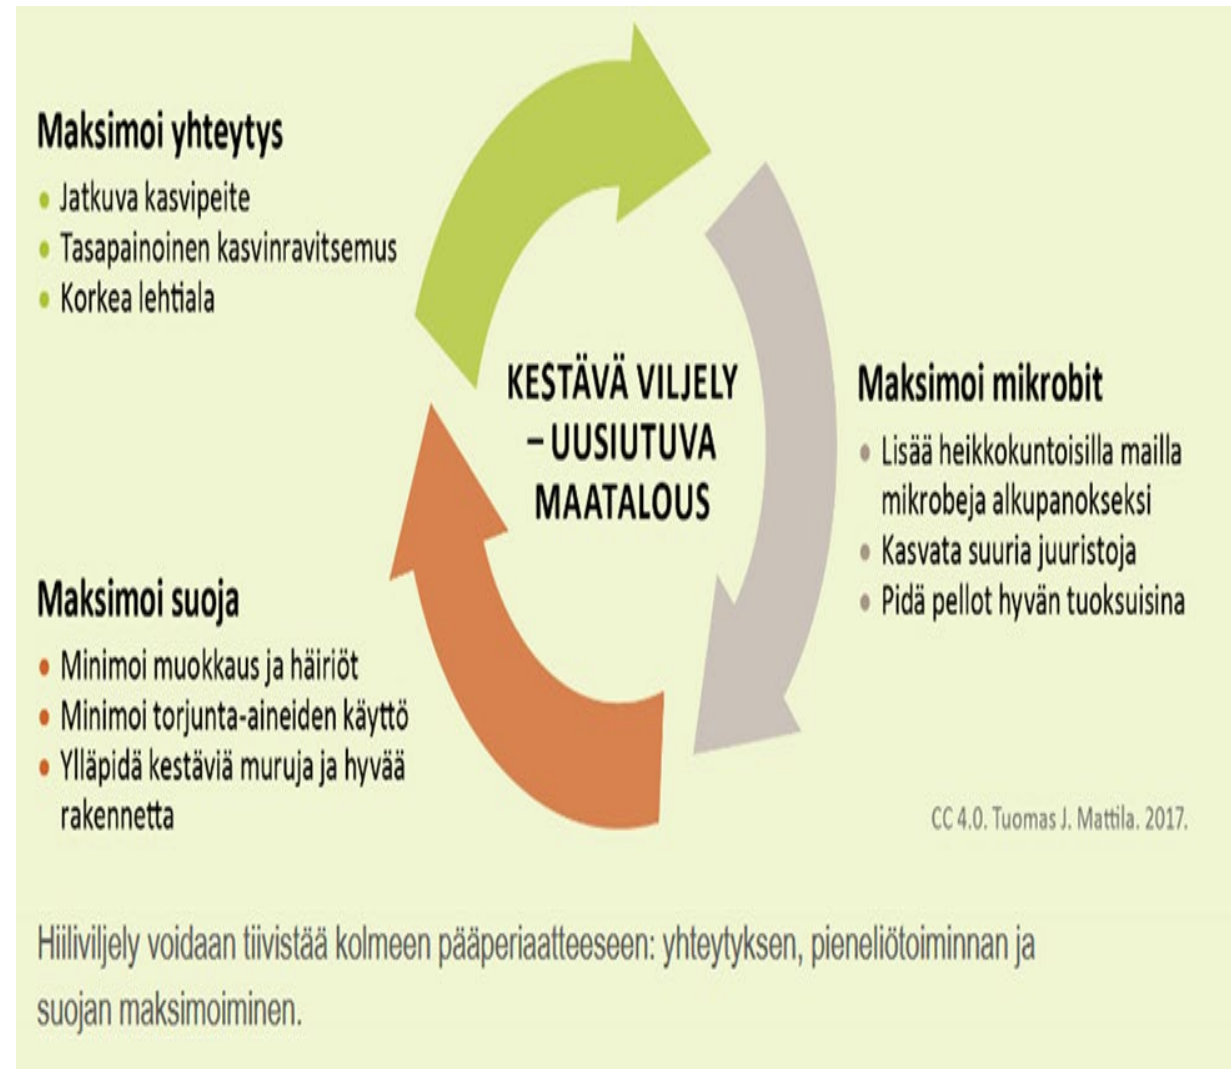 Maksimoi yhteytys
• Jatkuva kasvipeite
• Tasapainoinen kasvinravitsemus
• Korkea lehtiala
KESTÄVÄ VILJELY
– UUSIUTUVA
MAATALOUS
Maksimoi mikrobit
• Lisää heikkokuntoisilla mailla
mikrobeja alkupanokseksi
• Kasvata suuria juuristoja
• Pidä pellot hyvän tuoksuisina
Maksimoi suoja
• Minimoi muokkaus ja häiriöt
• Minimoi torjunta-aineiden käyttö
• Ylläpidä kestäviä muruja ja hyvää
rakennetta
CC 4.0. Tuomas J. Mattila. 2017.
Hiiliviljely voidaan tiivistää kolmeen pääperiaatteeseen: yhteytyksen, pieneliötoiminnan ja
suojan maksimoiminen.